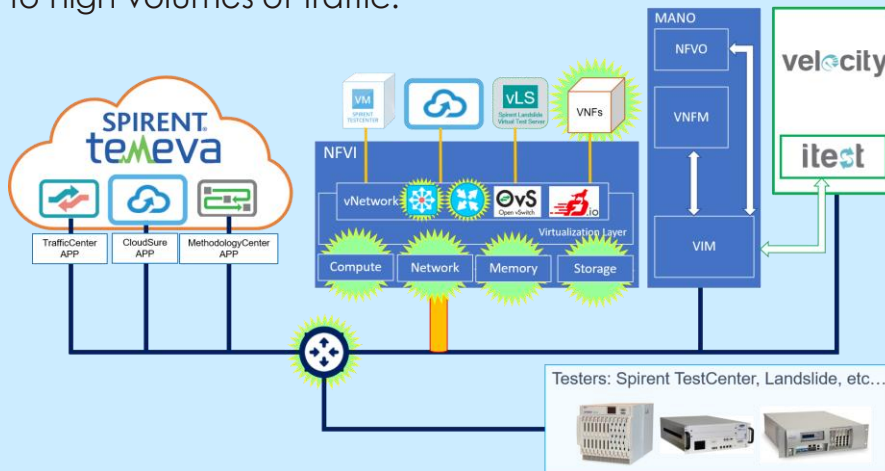 to high volumes of traffic.
SPIRENT
temeva
TrafficCenter
APP
CloudSure
APP
MethodologyCenter
APP
VM
SPIRENT
TESTCENTER
vLS
Spirent Landslide
Virtual Test Server
VNFs
NFVI
vNetwork
OvS
Open vSwitch
fd.io
Virtualization Layer
Compute
Network
Memory
Storage
MANO
NFVO
VNFM
VIM
velocity
itest
Testers: Spirent TestCenter, Landslide, etc…